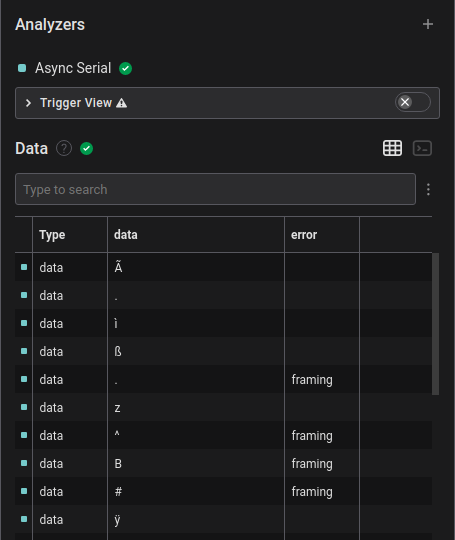 Analyzers
Async Serial
Trigger View
Data ?
Type to search
Type data error
data Ã
data .
data ì
data ß
data . framing
data z
data ^ framing
data B framing
data # framing
data ÿ